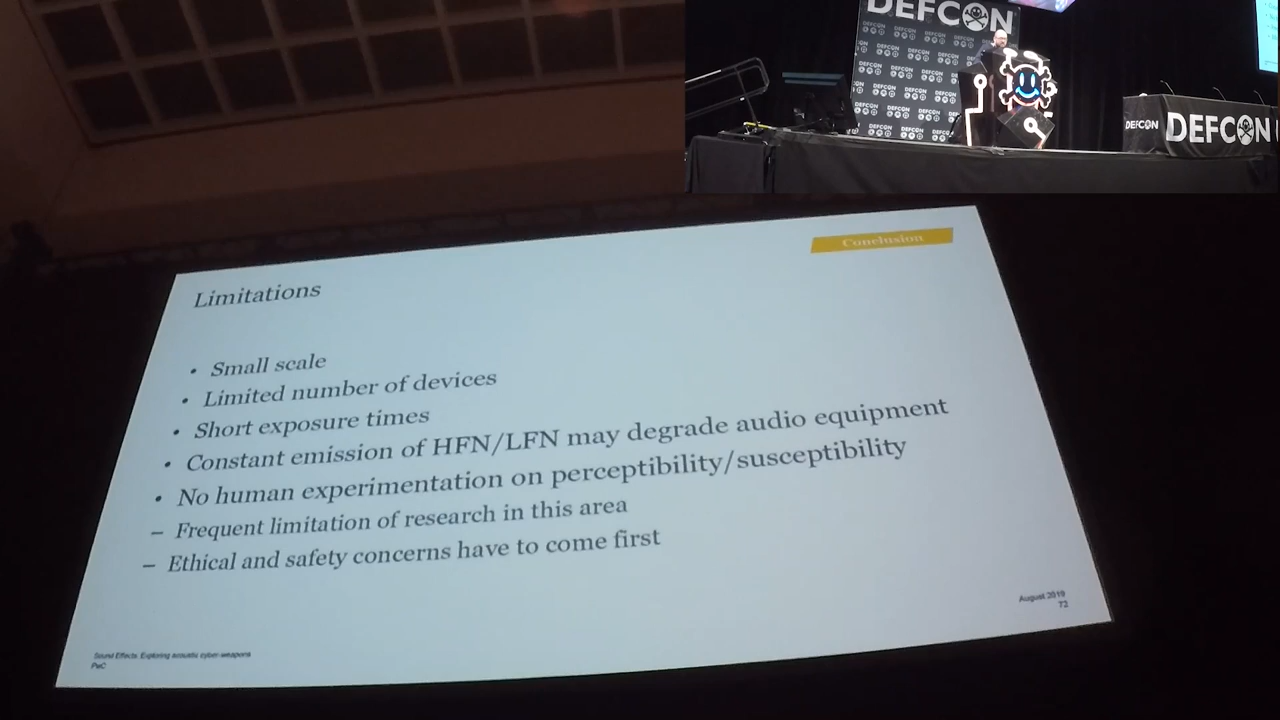 DEFCON
DEFCON
DEFCON
Conclusion
Limitations
• Small scale
• Limited number of devices
• Short exposure times
• Constant emission of HFN/LFN may degrade audio equipment
• No human experimentation on perceptibility/susceptibility
– Frequent limitation of research in this area
– Ethical and safety concerns have to come first
August 2019
72
Sound Effects: Exploring acoustic cyber-weapons
PwC